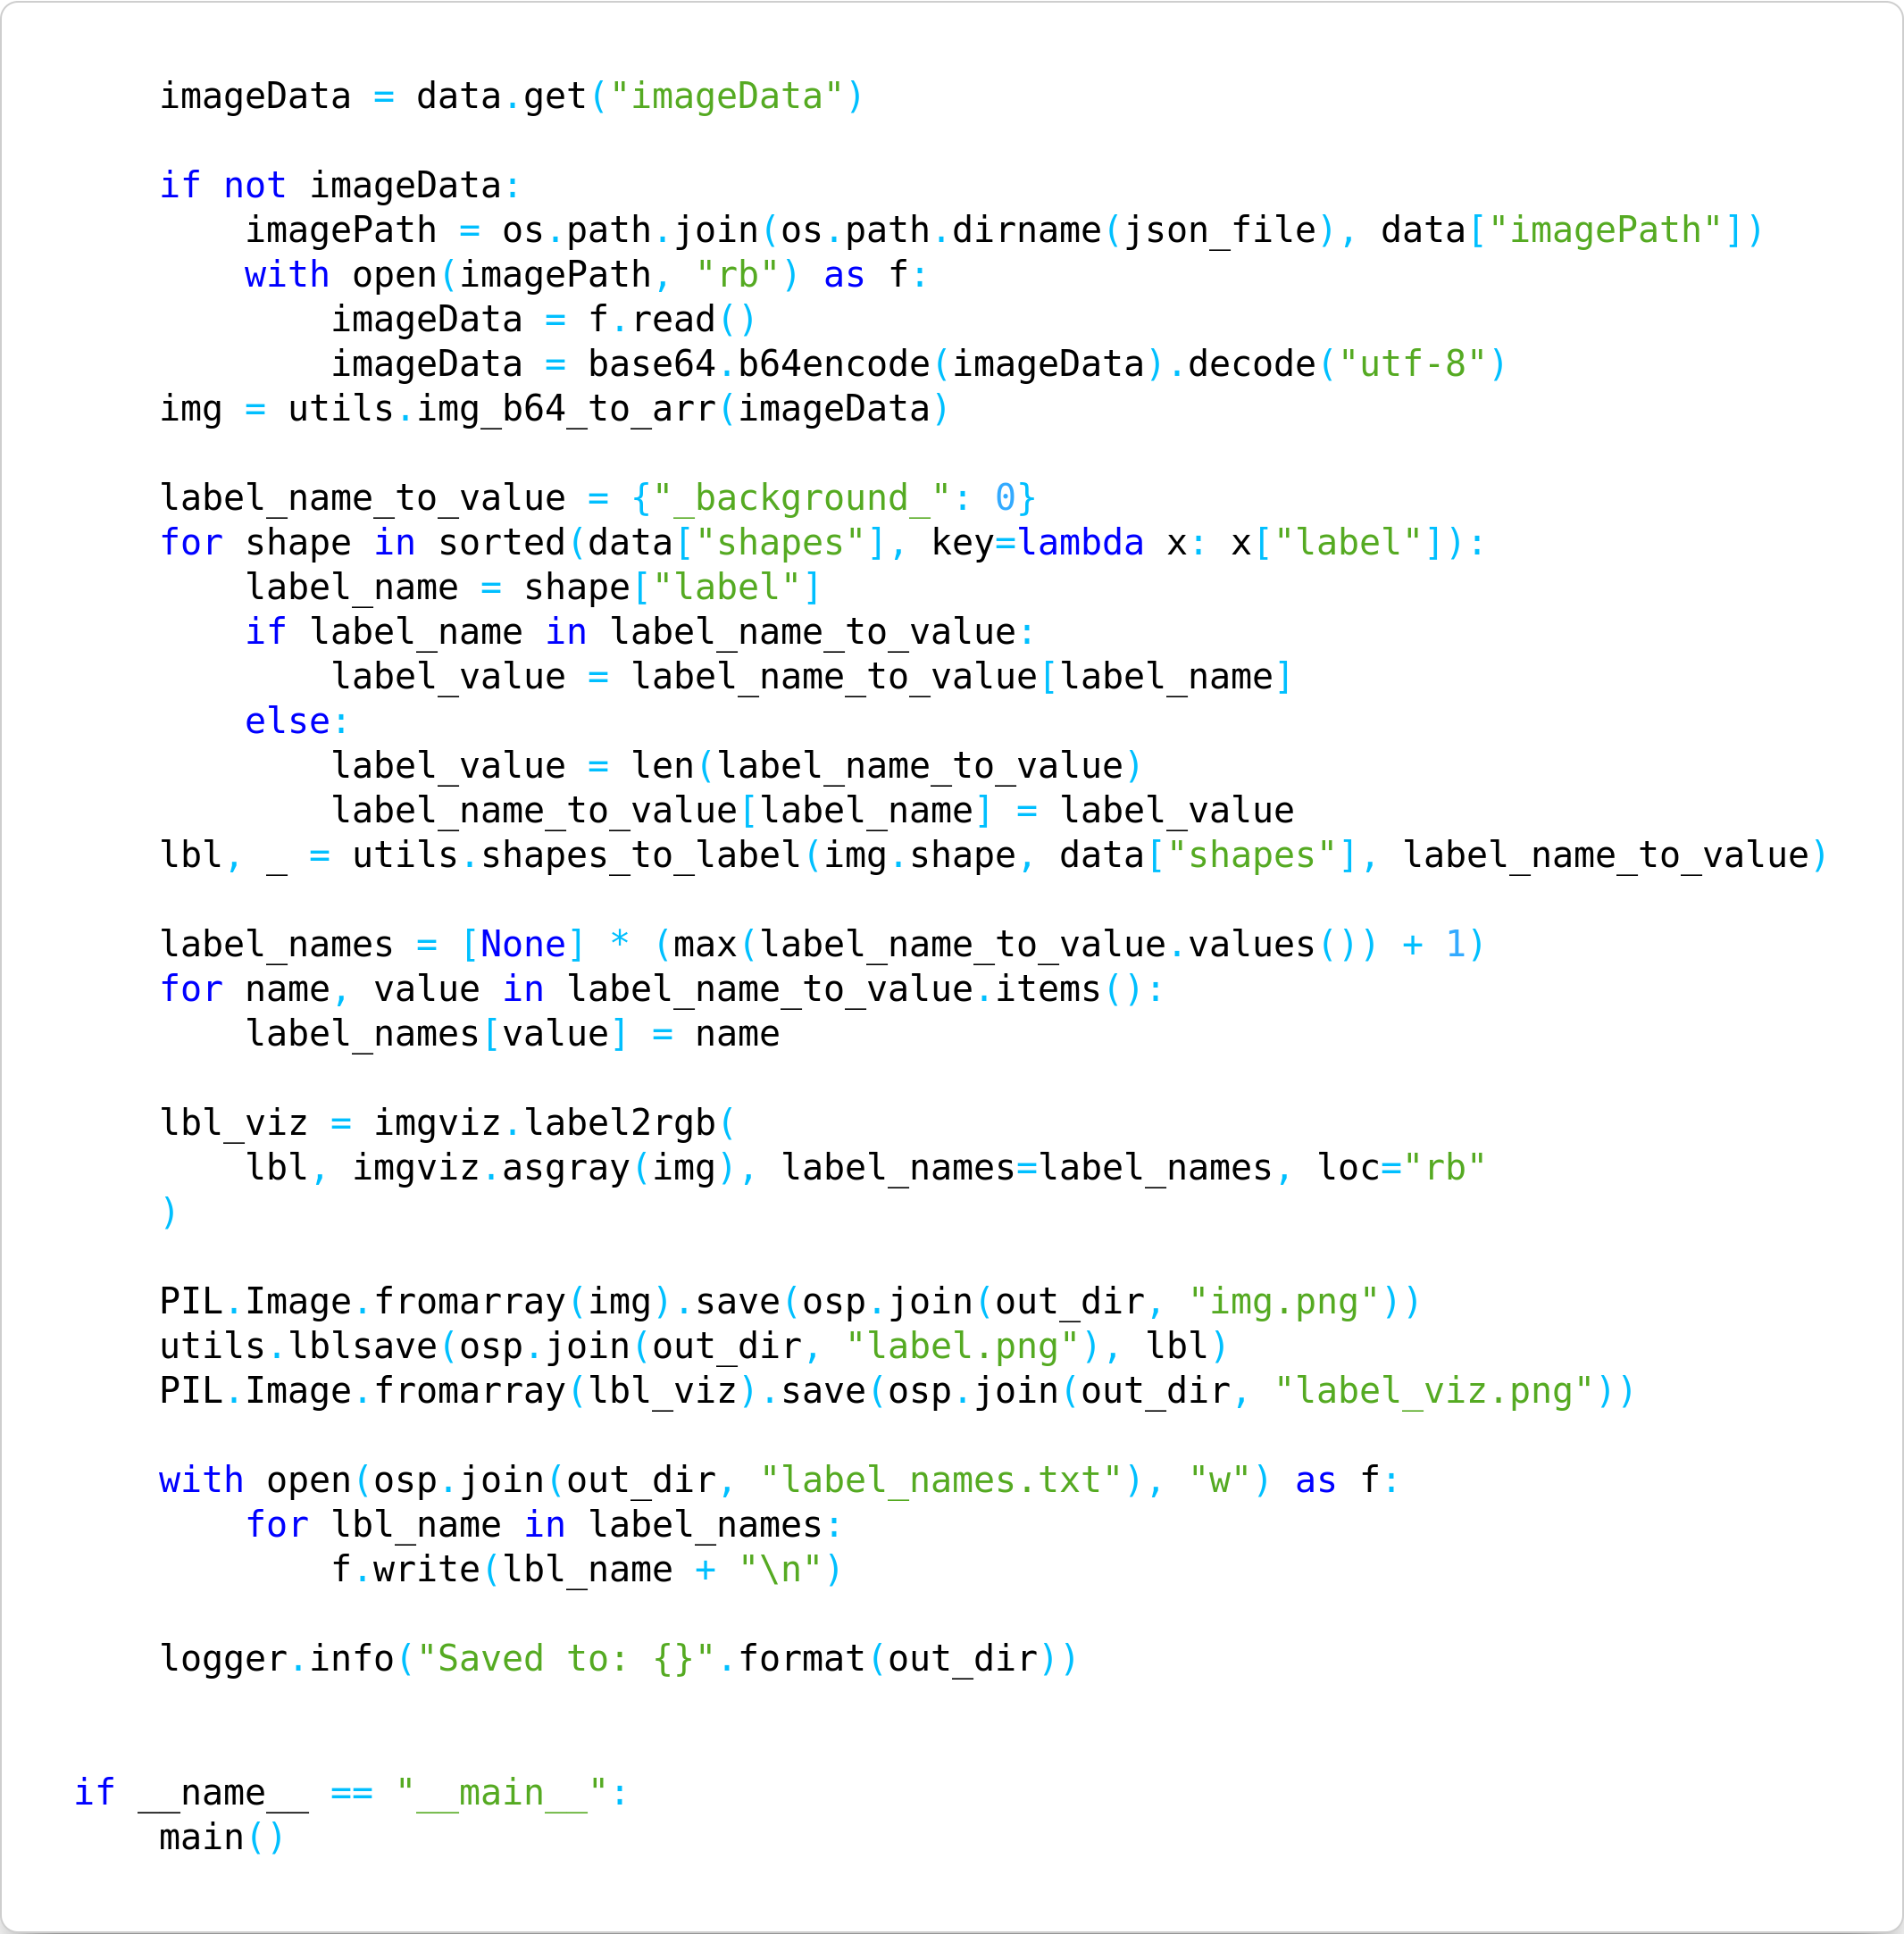 imageData = data.get("imageData")

    if not imageData:
        imagePath = os.path.join(os.path.dirname(json_file), data["imagePath"])
        with open(imagePath, "rb") as f:
            imageData = f.read()
            imageData = base64.b64encode(imageData).decode("utf-8")
    img = utils.img_b64_to_arr(imageData)

    label_name_to_value = {"_background_": 0}
    for shape in sorted(data["shapes"], key=lambda x: x["label"]):
        label_name = shape["label"]
        if label_name in label_name_to_value:
            label_value = label_name_to_value[label_name]
        else:
            label_value = len(label_name_to_value)
            label_name_to_value[label_name] = label_value
    lbl, _ = utils.shapes_to_label(img.shape, data["shapes"], label_name_to_value)

    label_names = [None] * (max(label_name_to_value.values()) + 1)
    for name, value in label_name_to_value.items():
        label_names[value] = name

    lbl_viz = imgviz.label2rgb(
        lbl, imgviz.asgray(img), label_names=label_names, loc="rb"
    )

    PIL.Image.fromarray(img).save(osp.join(out_dir, "img.png"))
    utils.lblsave(osp.join(out_dir, "label.png"), lbl)
    PIL.Image.fromarray(lbl_viz).save(osp.join(out_dir, "label_viz.png"))

    with open(osp.join(out_dir, "label_names.txt"), "w") as f:
        for lbl_name in label_names:
            f.write(lbl_name + "\n")

    logger.info("Saved to: {}".format(out_dir))


if __name__ == "__main__":
    main()